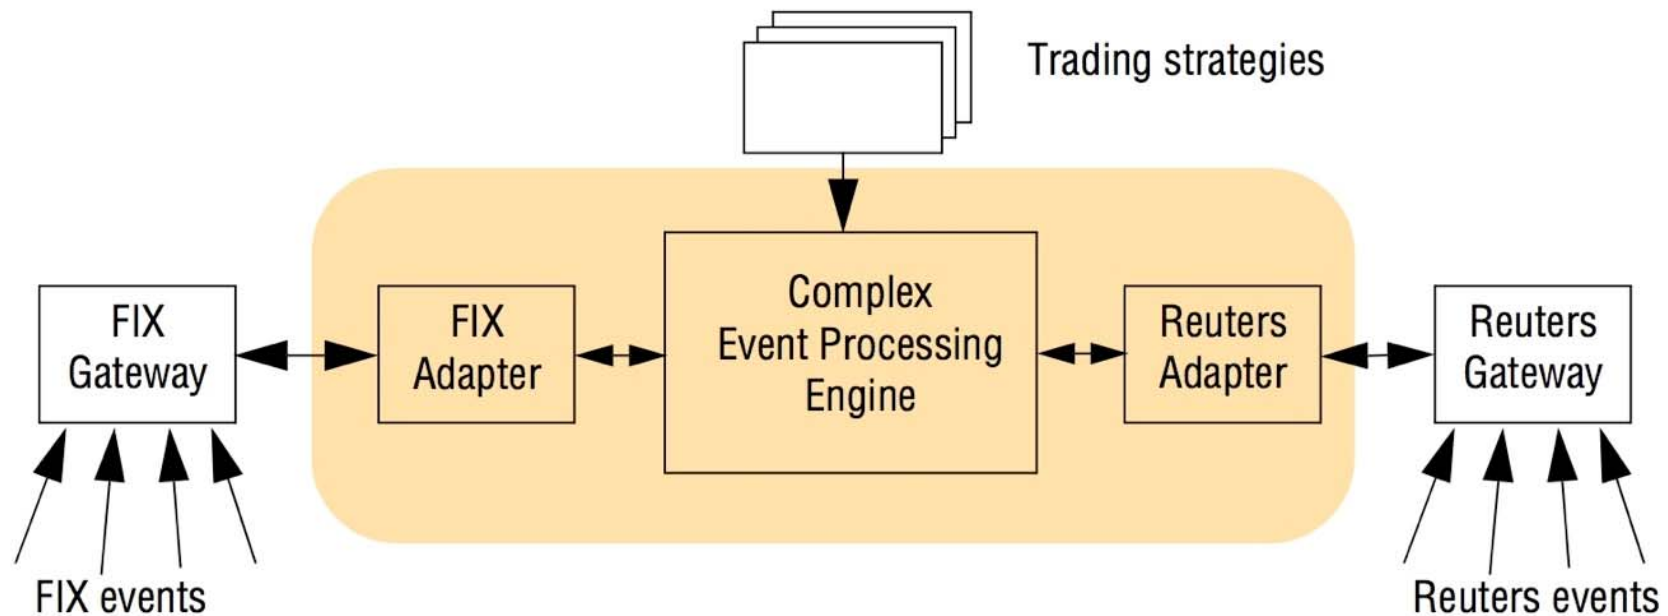 Trading strategies
Complex
Event Processing
Engine
FIX
Gateway
FIX
Adapter
Reuters
Adapter
Reuters
Gateway
FIX events
Reuters events